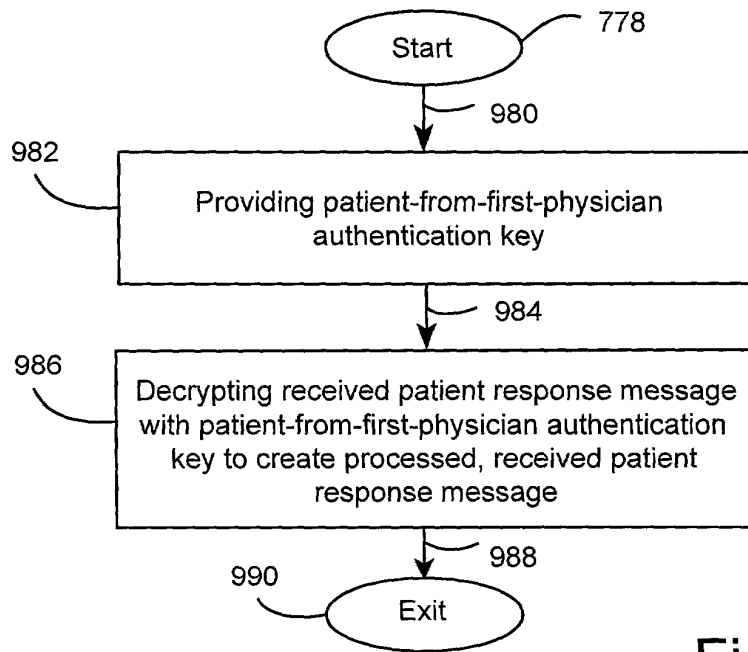 778
Start
980
982
Providing patient-from-first-physician
authentication key
984
986
Decrypting received patient response message
with patient-from-first-physician authentication
key to create processed, received patient
response message
988
990
Exit